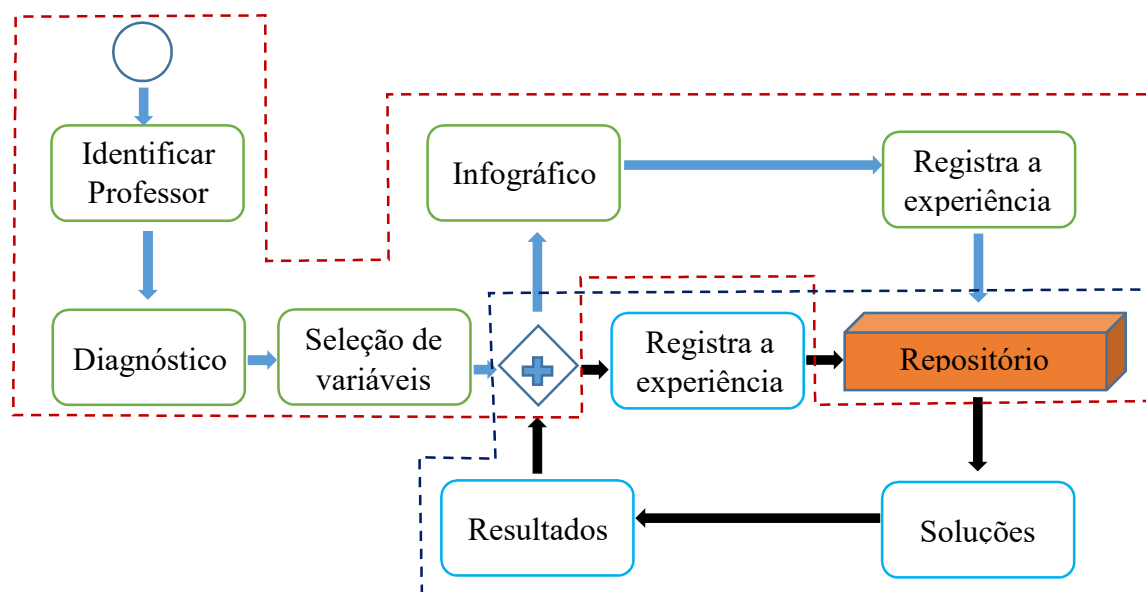 Identificar
Professor
Infográfico
Registra a
experiência
Diagnóstico
Seleção de
variáveis
Registra a
experiência
Repositório
Resultados
Soluções